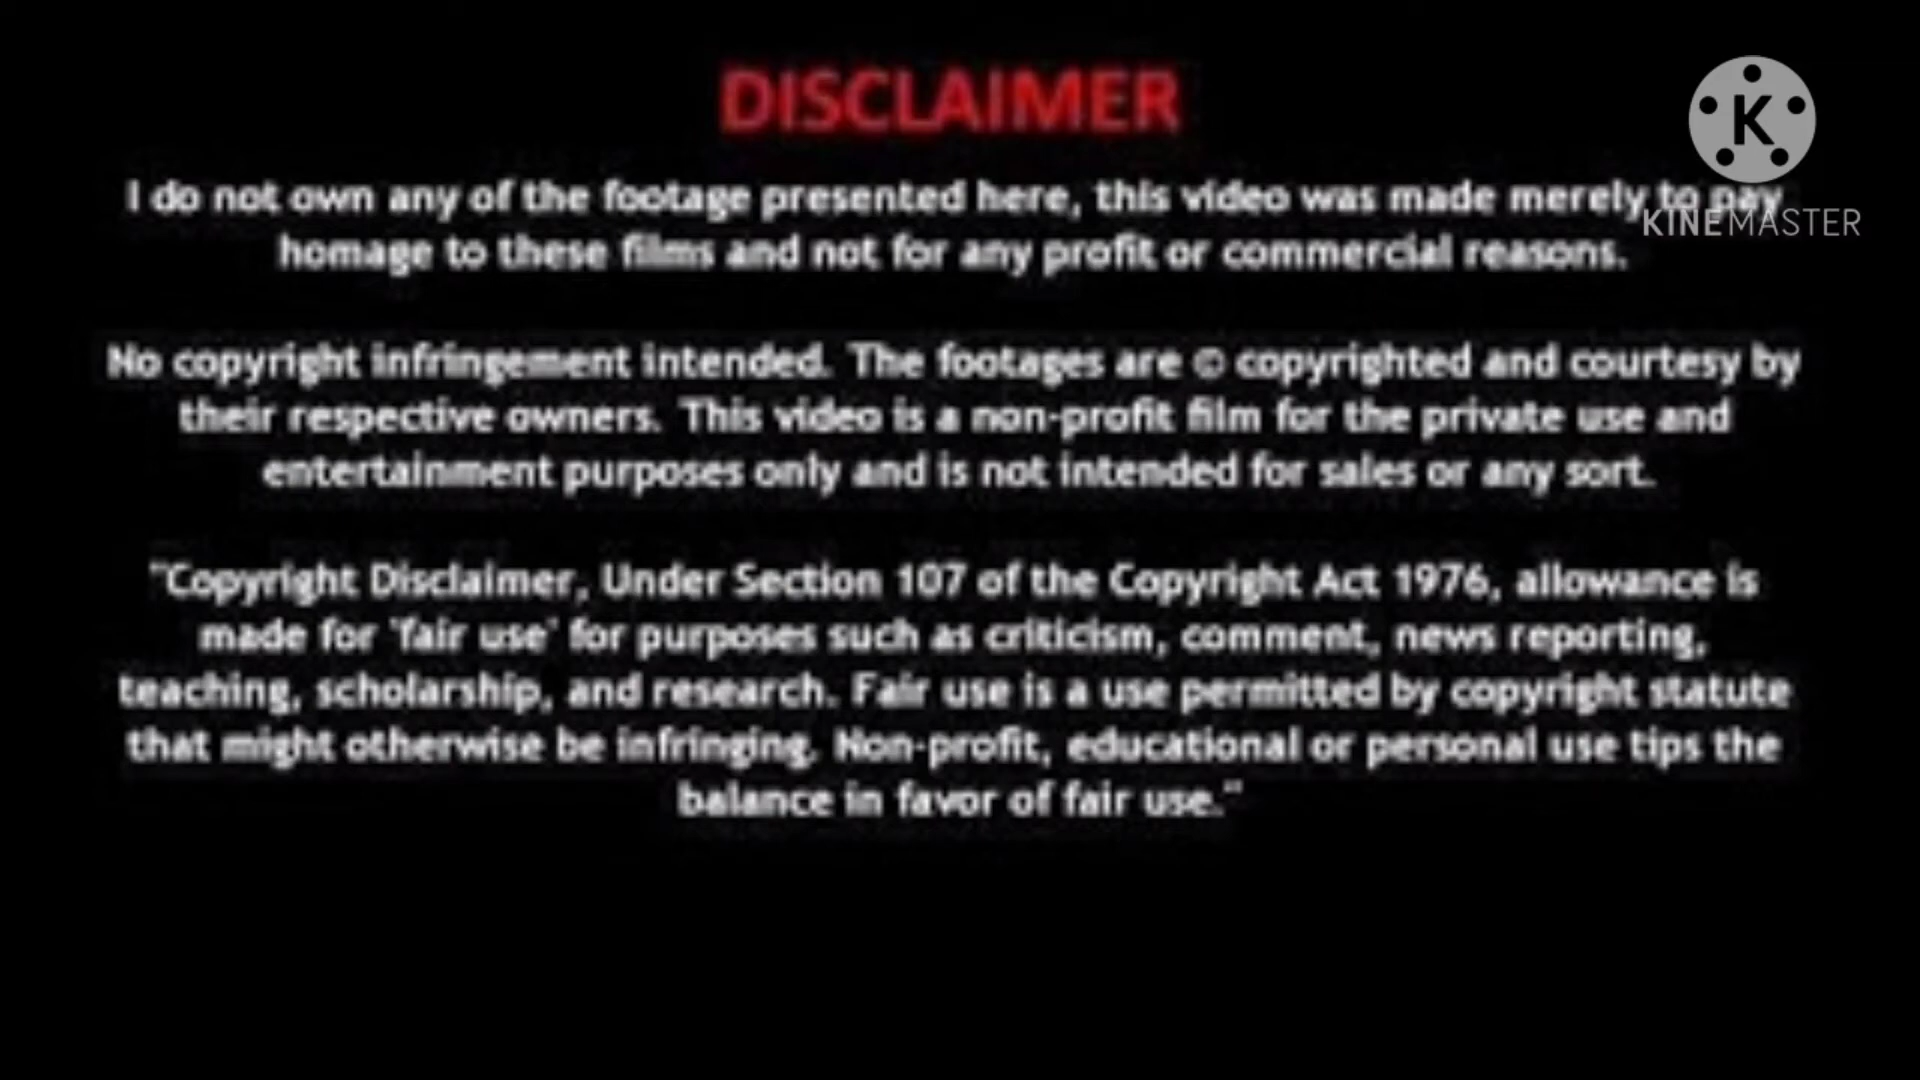 DISCLAIMER
I do not own any of the footage presented here, this video was made merely to pay
homage to these films and not for any profit or commercial reasons.
No copyright infringement intended. The footages are © copyrighted and courtesy by
their respective owners. This video is a non-profit film for the private use and
entertainment purposes only and is not intended for sales or any sort.
"Copyright Disclaimer, Under Section 107 of the Copyright Act 1976, allowance is
made for 'fair use' for purposes such as criticism, comment, news reporting,
teaching, scholarship, and research. Fair use is a use permitted by copyright statute
that might otherwise be infringing. Non-profit, educational or personal use tips the
balance in favor of fair use."
K
KINEMASTER